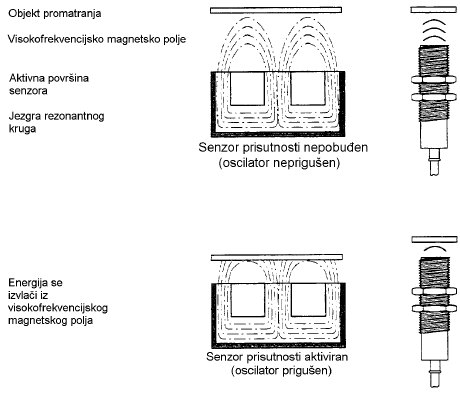 Objekt promatranja
Visokofrekvencijsko magnetsko polje
Aktivna površina
senzora
Jezgra rezonantnog
kruga
Senzor prisutnosti nepobuđen
(oscilator neprigušen)
Energija se
izvlači iz
visokofrekvencijskog
magnetskog polja
Senzor prisutnosti aktiviran
(oscilator prigušen)